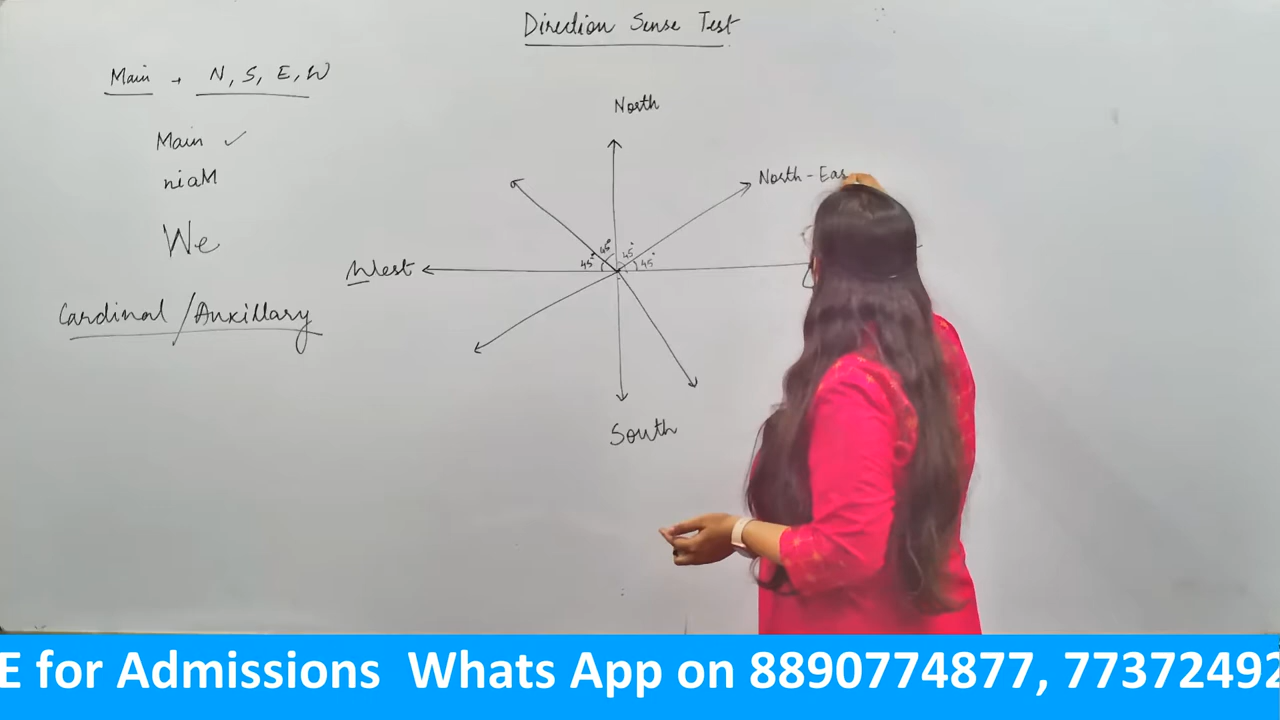 Direction Sense Test
Main → N, S, E, W
Main ✓
niaM
We
Cardinal / Auxillary
North
North-Eas
45° 45° 45° 45°
West
South
E for Admissions Whats App on 8890774877, 77372492